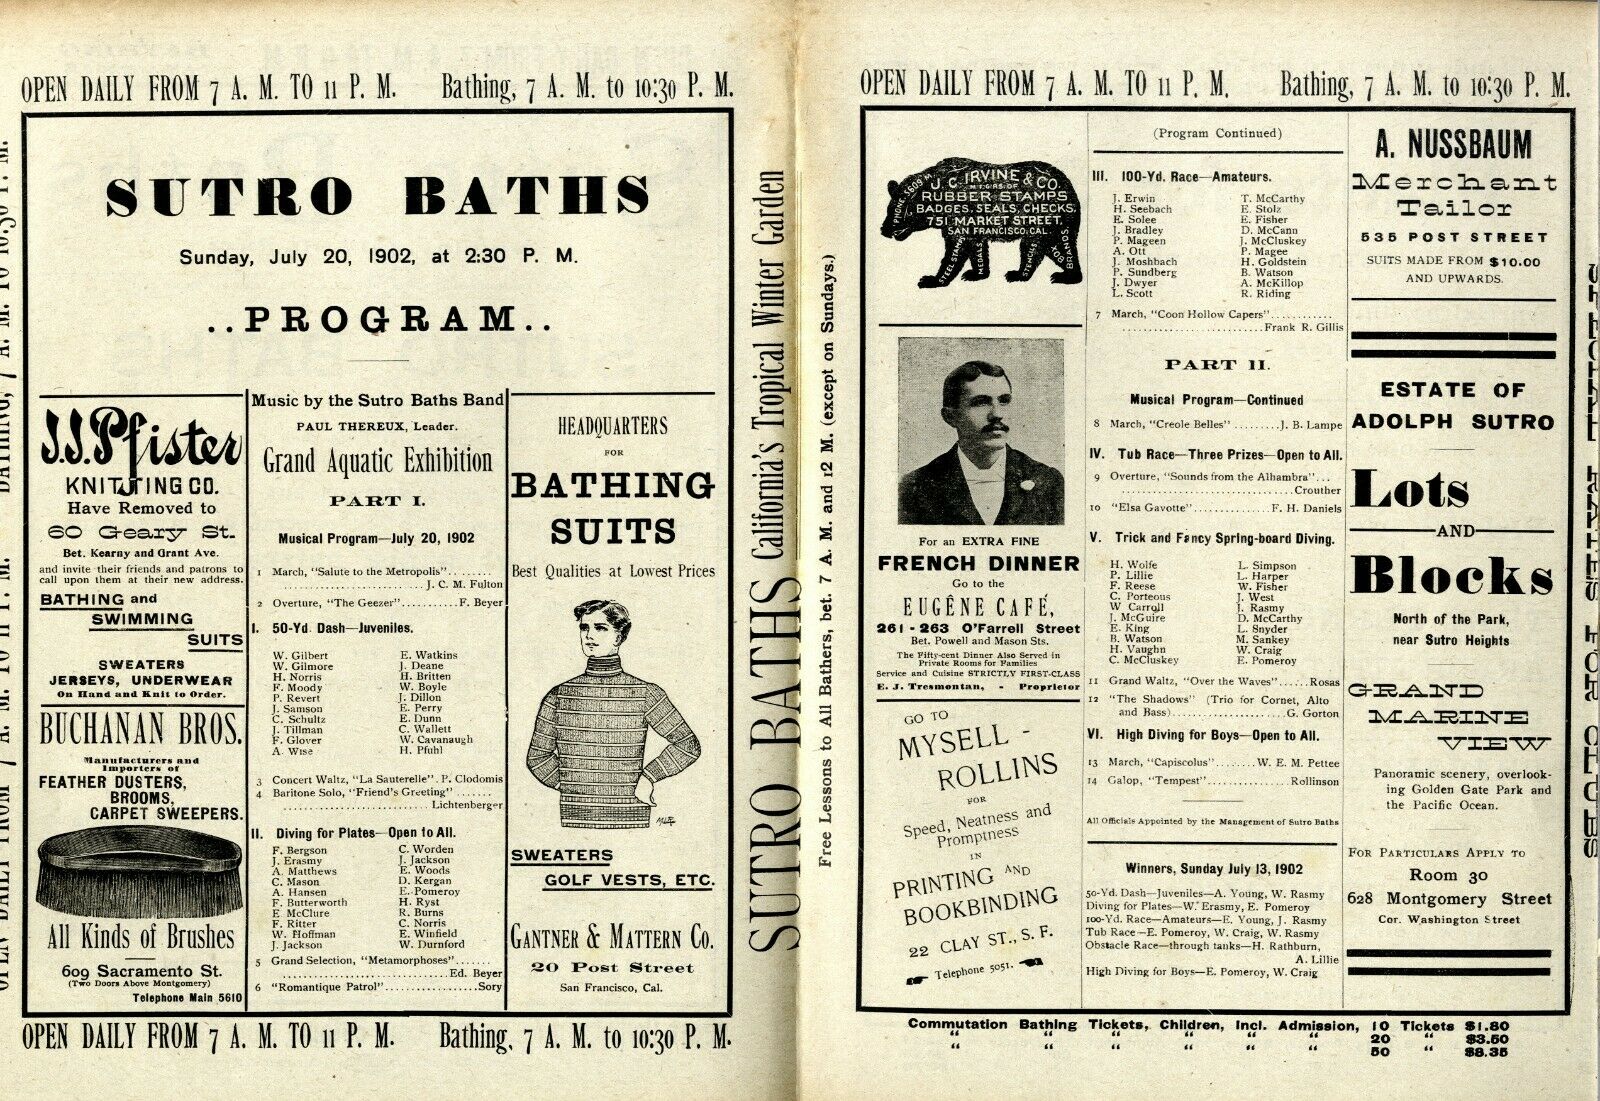 OPEN DAILY FROM 7 A. M. TO 11 P. M. Bathing, 7 A. M. to 10:30 P. M.
SUTRO BATHS
Sunday, July 20, 1902, at 2:30 P. M.
..PROGRAM..
J.J. Pfister
KNITTING CO.
Have Removed to
60 Geary St.
Bet. Kearny and Grant Ave.
and invite their friends and patrons to
call upon them at their new address.
BATHING and
SWIMMING
SUITS
SWEATERS
JERSEYS, UNDERWEAR
On Hand and Knit to Order.
BUCHANAN BROS.
Manufacturers and
Importers of
FEATHER DUSTERS,
BROOMS,
CARPET SWEEPERS.
All Kinds of Brushes
609 Sacramento St.
(Two Doors Above Montgomery)
Telephone Main 5610
Music by the Sutro Baths Band
PAUL THEREUX, Leader.
Grand Aquatic Exhibition
PART I.
Musical Program—July 20, 1902
1 March, "Salute to the Metropolis"........
..............................J. C. M. Fulton
2 Overture, "The Geezer"...........F. Beyer
I. 50-Yd. Dash—Juveniles.
W. Gilbert E. Watkins
W. Gilmore J. Deane
H. Norris H. Britten
F. Moody W. Boyle
P. Revert J. Dillon
J. Samson E. Perry
C. Schultz E. Dunn
J. Tillman C. Wallett
F. Glover W. Cavanaugh
A. Wise H. Pfuhl
3 Concert Waltz, "La Sauterelle". P. Clodomis
4 Baritone Solo, "Friend's Greeting"......
..............................Lichtenberger
II. Diving for Plates—Open to All.
F. Bergson C. Worden
J. Erasmy J. Jackson
A. Matthews E. Woods
C. Mason D. Kergan
A. Hansen E. Pomeroy
F. Butterworth H. Ryst
E. McClure R. Burns
F. Ritter C. Norris
W. Hoffman E. Winfield
J. Jackson W. Durnford
5 Grand Selection, "Metamorphoses"......
..................................Ed. Beyer
6 "Romantique Patrol"..................Sory
HEADQUARTERS
FOR
BATHING
SUITS
Best Qualities at Lowest Prices
SWEATERS
GOLF VESTS, ETC.
GANTNER & MATTERN CO.
20 Post Street
San Francisco, Cal.
OPEN DAILY FROM 7 A. M. TO 11 P. M. Bathing, 7 A. M. to 10:30 P. M.
OPEN DAILY FROM 7 A. M. TO 11 P. M. BATHING, 7 A. M. TO 10:30 P. M.
SUTRO BATHS California's Tropical Winter Garden
Free Lessons to All Bathers, bet. 7 A. M. and 12 M. (except on Sundays.)
OPEN DAILY FROM 7 A. M. TO 11 P. M. Bathing, 7 A. M. to 10:30 P. M.
J. C. IRVINE & CO.
M'F'G'RS. OF
RUBBER STAMPS
BADGES, SEALS, CHECKS.
751 MARKET STREET,
SAN FRANCISCO, CAL.
PHONE 5609 M.
STEEL STAMPS
MEDALS
STENCILS
BOX BRANDS.
For an EXTRA FINE
FRENCH DINNER
Go to the
EUGÊNE CAFÉ,
261-263 O'Farrell Street
Bet. Powell and Mason Sts.
The Fifty-cent Dinner Also Served in
Private Rooms for Families
Service and Cuisine STRICTLY FIRST-CLASS
E. J. Tresmontan, - Proprietor
GO TO
MYSELL -
ROLLINS
FOR
Speed, Neatness and
Promptness
IN
PRINTING AND
BOOKBINDING
22 CLAY ST., S. F.
Telephone 5051.
(Program Continued)
III. 100-Yd. Race—Amateurs.
J. Erwin T. McCarthy
H. Seebach E. Stolz
E. Solee E. Fisher
J. Bradley D. McCann
P. Mageen J. McCluskey
A. Ott P. Magee
J. Moshbach H. Goldstein
P. Sundberg B. Watson
J. Dwyer A. McKillop
L. Scott R. Riding
7 March, "Coon Hollow Capers"............
............................Frank R. Gillis
PART II.
Musical Program—Continued
8 March, "Creole Belles".........J. B. Lampe
IV. Tub Race—Three Prizes—Open to All.
9 Overture, "Sounds from the Alhambra"...
..................................Crouther
10 "Elsa Gavotte"...............F. H. Daniels
V. Trick and Fancy Spring-board Diving.
H. Wolfe L. Simpson
P. Lillie L. Harper
F. Reese W. Fisher
C. Porteous J. West
W. Carroll J. Rasmy
J. McGuire D. McCarthy
E. King L. Snyder
B. Watson M. Sankey
H. Vaughn W. Craig
C. McCluskey E. Pomeroy
11 Grand Waltz, "Over the Waves"......Rosas
12 "The Shadows" (Trio for Cornet, Alto
and Bass)......................G. Gorton
VI. High Diving for Boys—Open to All.
13 March, "Capiscolus"........W. E. M. Pettee
14 Galop, "Tempest"................Rollinson
All Officials Appointed by the Management of Sutro Baths
Winners, Sunday July 13, 1902
50-Yd. Dash—Juveniles—A. Young, W. Rasmy
Diving for Plates—W. Erasmy, E. Pomeroy
100-Yd. Race—Amateurs—E. Young, J. Rasmy
Tub Race—E. Pomeroy, W. Craig, W. Rasmy
Obstacle Race—through tanks—H. Rathburn,
A. Lillie
High Diving for Boys—E. Pomeroy, W. Craig
A. NUSSBAUM
Merchant
Tailor
535 POST STREET
SUITS MADE FROM $10.00
AND UPWARDS.
ESTATE OF
ADOLPH SUTRO
Lots
—AND—
Blocks
North of the Park,
near Sutro Heights
GRAND
MARINE
VIEW
Panoramic scenery, overlook-
ing Golden Gate Park and
the Pacific Ocean.
FOR PARTICULARS APPLY TO
Room 30
628 Montgomery Street
Cor. Washington Street
Commutation Bathing Tickets, Children, Incl. Admission, 10 Tickets $1.80
" " " " " " 20 " $3.50
" " " " " " 50 " $8.35